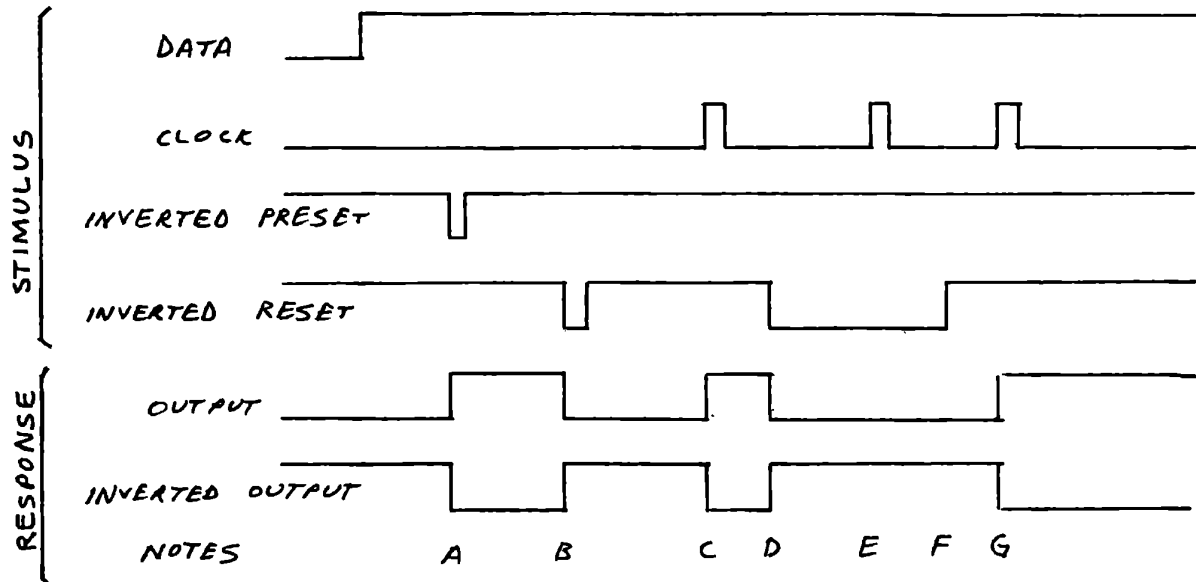 STIMULUS
DATA
CLOCK
INVERTED PRESET
INVERTED RESET
RESPONSE
OUTPUT
INVERTED OUTPUT
NOTES A B C D E F G